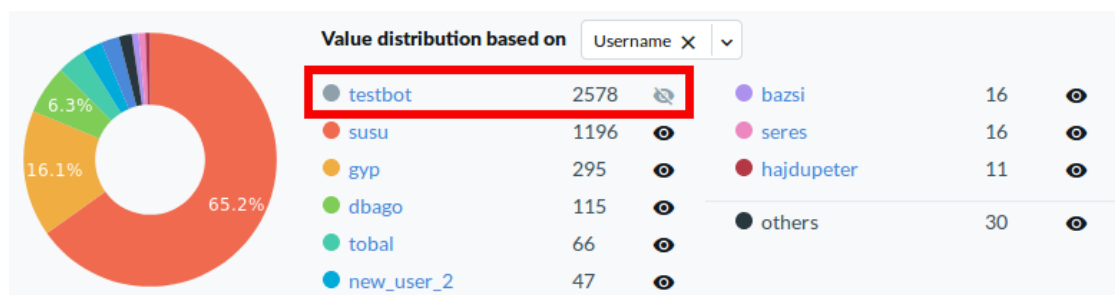 Value distribution based on Username
6.3%
16.1%
65.2%
testbot 2578
susu 1196
gyp 295
dbago 115
tobal 66
new_user_2 47
bazsi 16
seres 16
hajdupeter 11
others 30